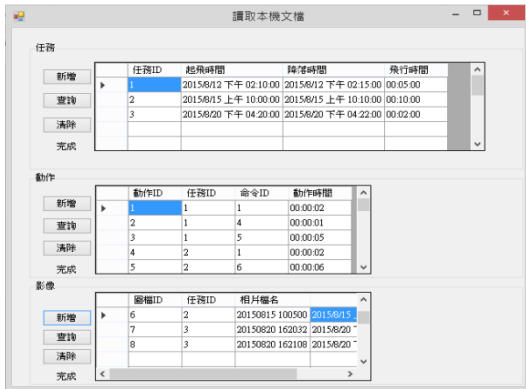 讀取本機文檔
任務
新增
查詢
清除
完成
任務ID 起飛時間 降落時間 飛行時間
1 2015/8/12 下午 02:10:00 2015/8/12 下午 02:15:00 00:05:00
2 2015/8/15 上午 10:00:00 2015/8/15 上午 10:10:00 00:10:00
3 2015/8/20 下午 04:20:00 2015/8/20 下午 04:22:00 00:02:00
動作
新增
查詢
清除
完成
動作ID 任務ID 命令ID 動作時間
1 1 1 00:00:02
2 1 4 00:00:01
3 1 5 00:00:05
4 2 1 00:00:02
5 2 6 00:00:06
影像
新增
查詢
清除
完成
圖檔ID 任務ID 相片檔名
6 2 20150815 100500 2015/8/15
7 3 20150820 162032 2015/8/20
8 3 20150820 162108 2015/8/20